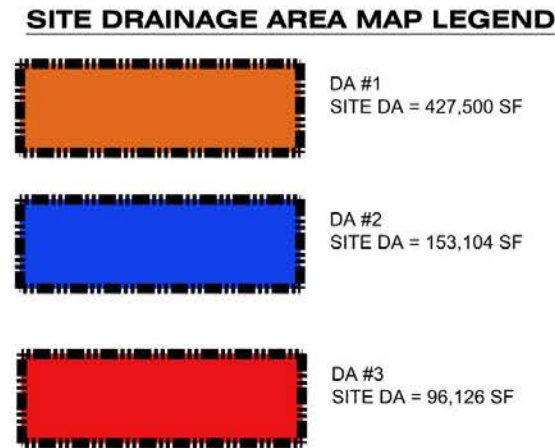 SITE DRAINAGE AREA MAP LEGEND
DA #1
SITE DA = 427,500 SF
DA #2
SITE DA = 153,104 SF
DA #3
SITE DA = 96,126 SF